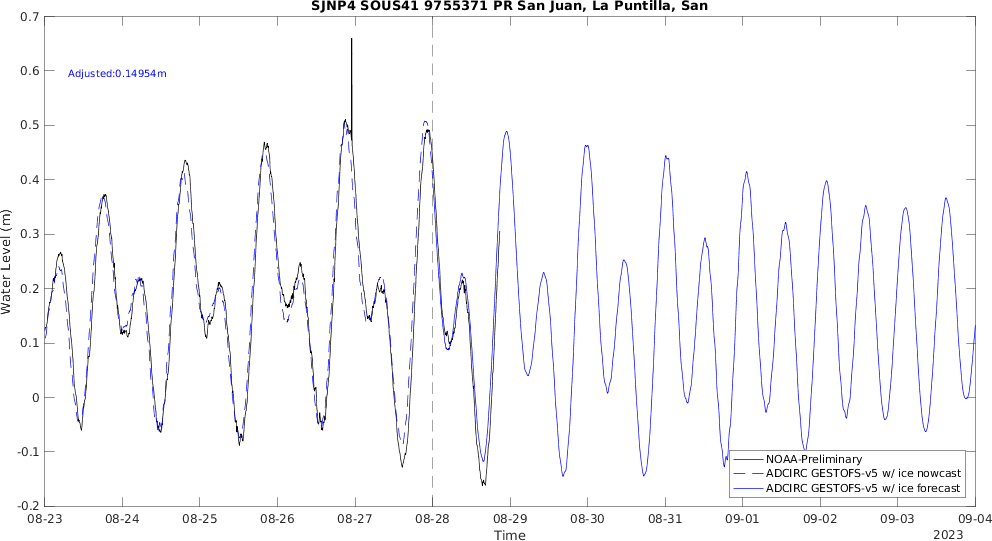 SJNP4 SOUS41 9755371 PR San Juan, La Puntilla, San
0.7
0.6
0.5
0.4
0.3
0.2
0.1
0
-0.1
-0.2
Water Level (m)
Adjusted:0.14954m
NOAA-Preliminary
ADCIRC GESTOFS-v5 w/ ice nowcast
ADCIRC GESTOFS-v5 w/ ice forecast
08-23 08-24 08-25 08-26 08-27 08-28 08-29 08-30 08-31 09-01 09-02 09-03 09-04
Time
2023